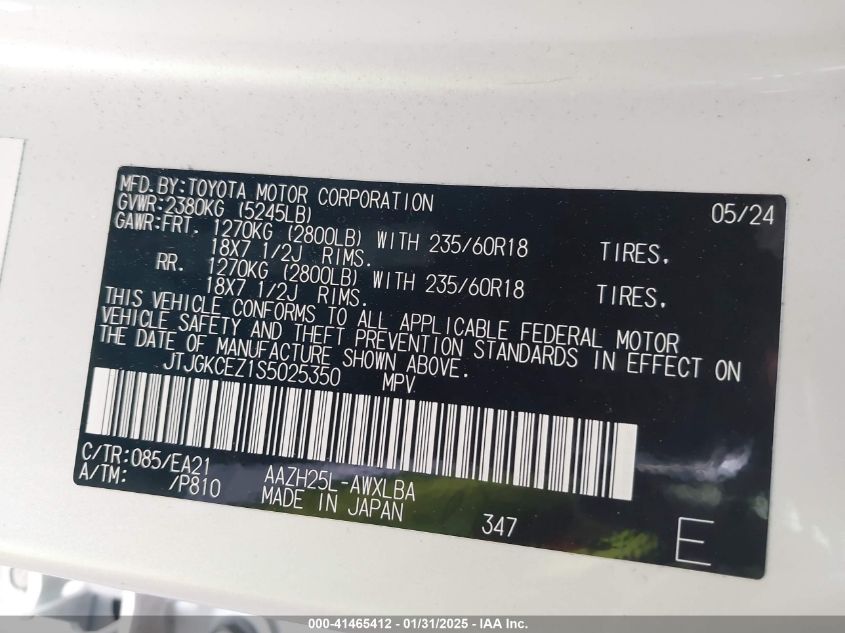 MFD.BY:TOYOTA MOTOR CORPORATION 05/24
GVWR:2380KG (5245LB)
GAWR:FRT. 1270KG (2800LB) WITH 235/60R18 TIRES,
18X7 1/2J RIMS.
RR. 1270KG (2800LB) WITH 235/60R18 TIRES,
18X7 1/2J RIMS.
THIS VEHICLE CONFORMS TO ALL APPLICABLE FEDERAL MOTOR
VEHICLE SAFETY AND THEFT PREVENTION STANDARDS IN EFFECT ON
THE DATE OF MANUFACTURE SHOWN ABOVE.
JTJGKCEZ1S5025350 MPV
C/TR:085/EA21 AAZH25L-AWXLBA
A/TM: /P810 MADE IN JAPAN 347 E
000-41465412 - 01/31/2025 - IAA Inc.